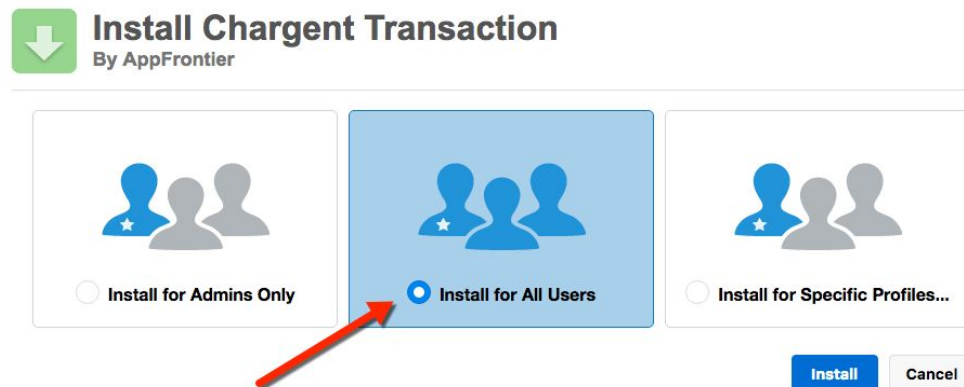 Install Chargent Transaction
By AppFrontier
Install for Admins Only
Install for All Users
Install for Specific Profiles...
Install
Cancel